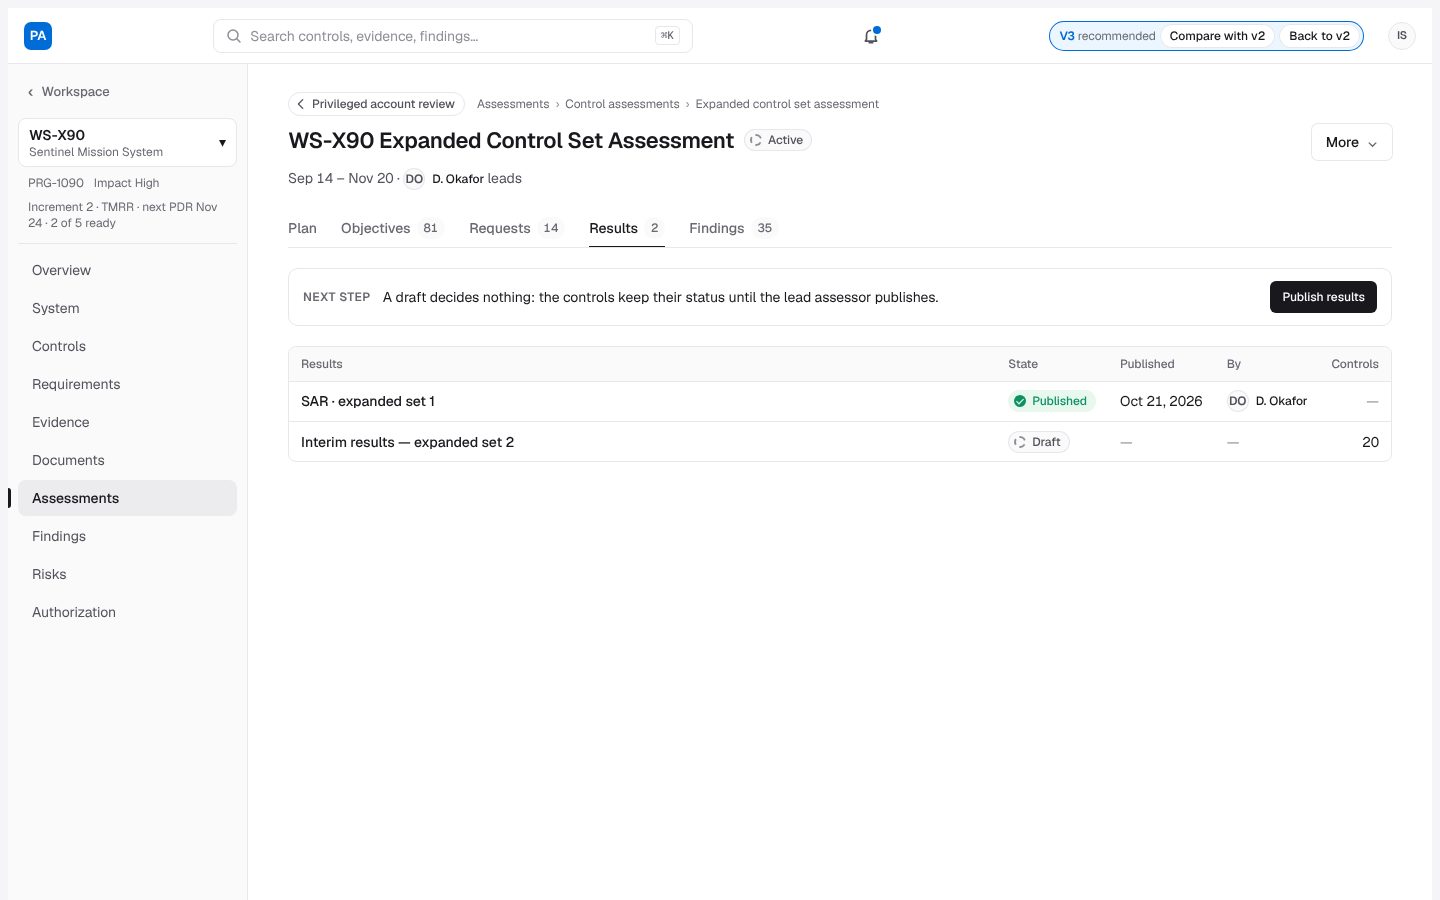 PA
Search controls, evidence, findings...
⌘K
V3 recommended
Compare with v2
Back to v2
IS
‹ Workspace
WS-X90
Sentinel Mission System
▼
PRG-1090 Impact High
Increment 2 · TMRR · next PDR Nov
24 · 2 of 5 ready
Overview
System
Controls
Requirements
Evidence
Documents
Assessments
Findings
Risks
Authorization
Privileged account review
Assessments › Control assessments › Expanded control set assessment
WS-X90 Expanded Control Set Assessment
Active
More
Sep 14 – Nov 20 · DO D. Okafor leads
Plan
Objectives 81
Requests 14
Results 2
Findings 35
NEXT STEP A draft decides nothing: the controls keep their status until the lead assessor publishes.
Publish results
Results State Published By Controls
SAR · expanded set 1 Published Oct 21, 2026 DO D. Okafor —
Interim results — expanded set 2 Draft — — 20